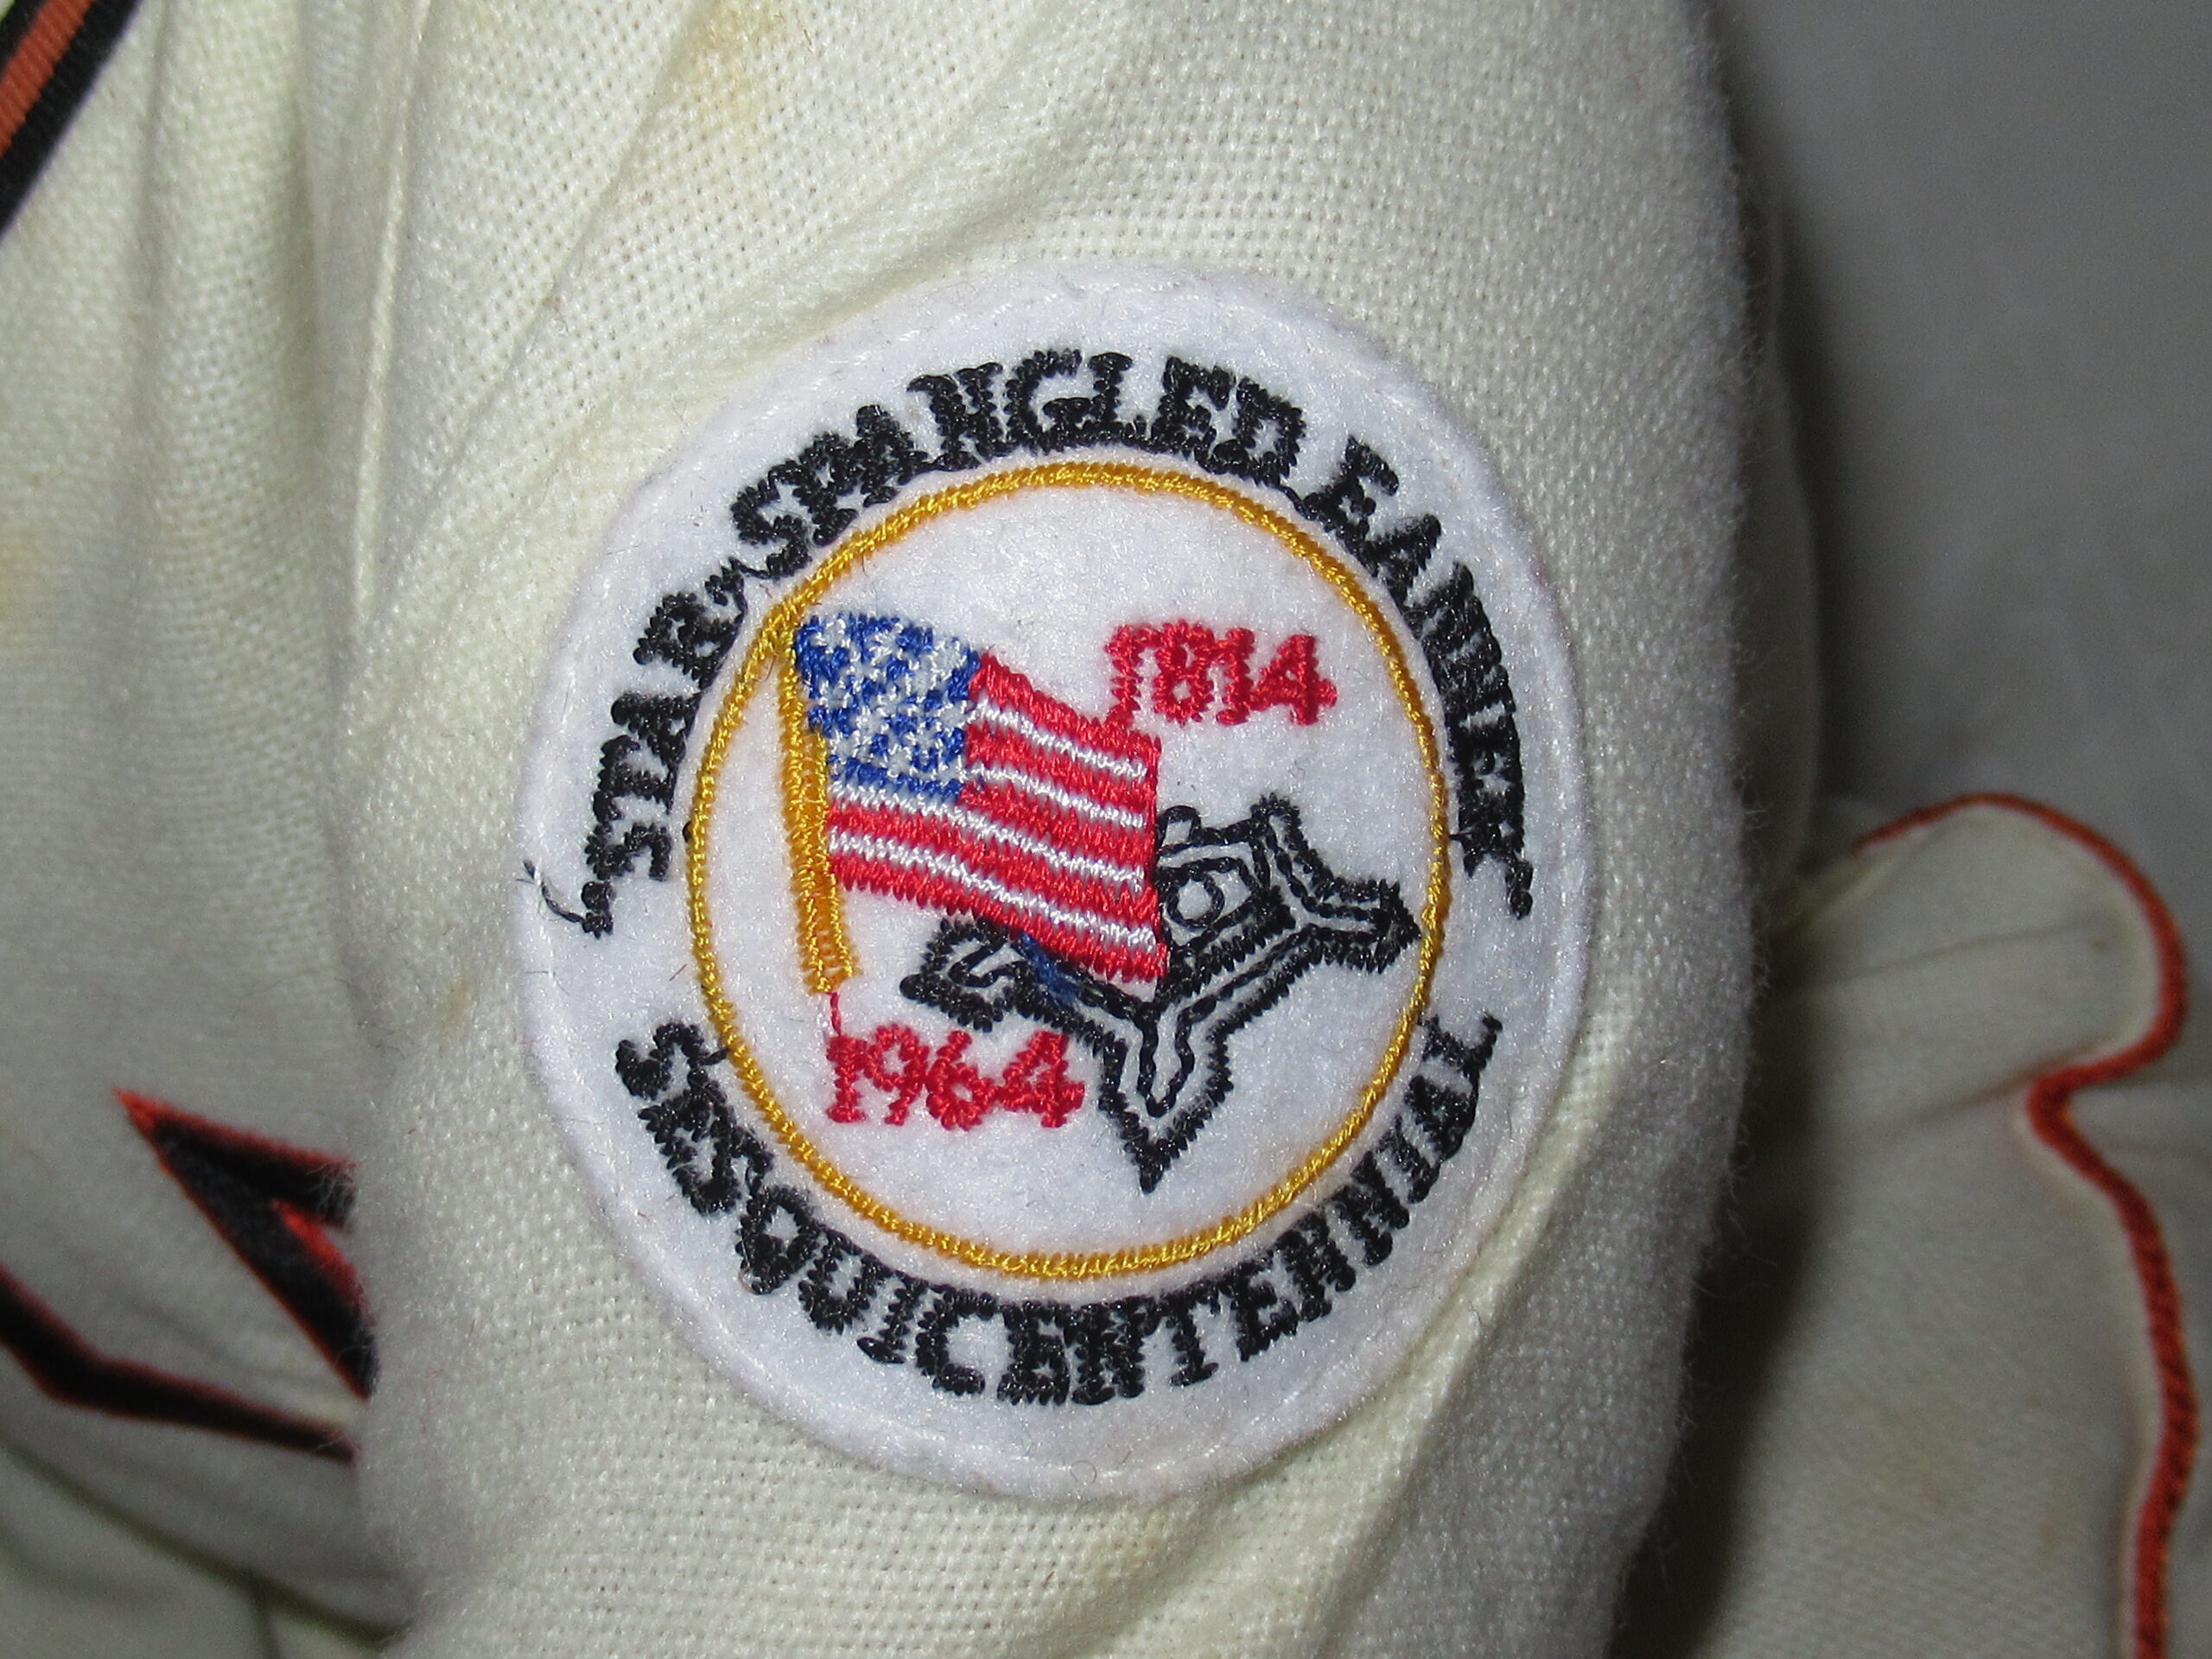 "STAR-SPANGLED BANNER"
1814
1964
SESQUICENTENNIAL